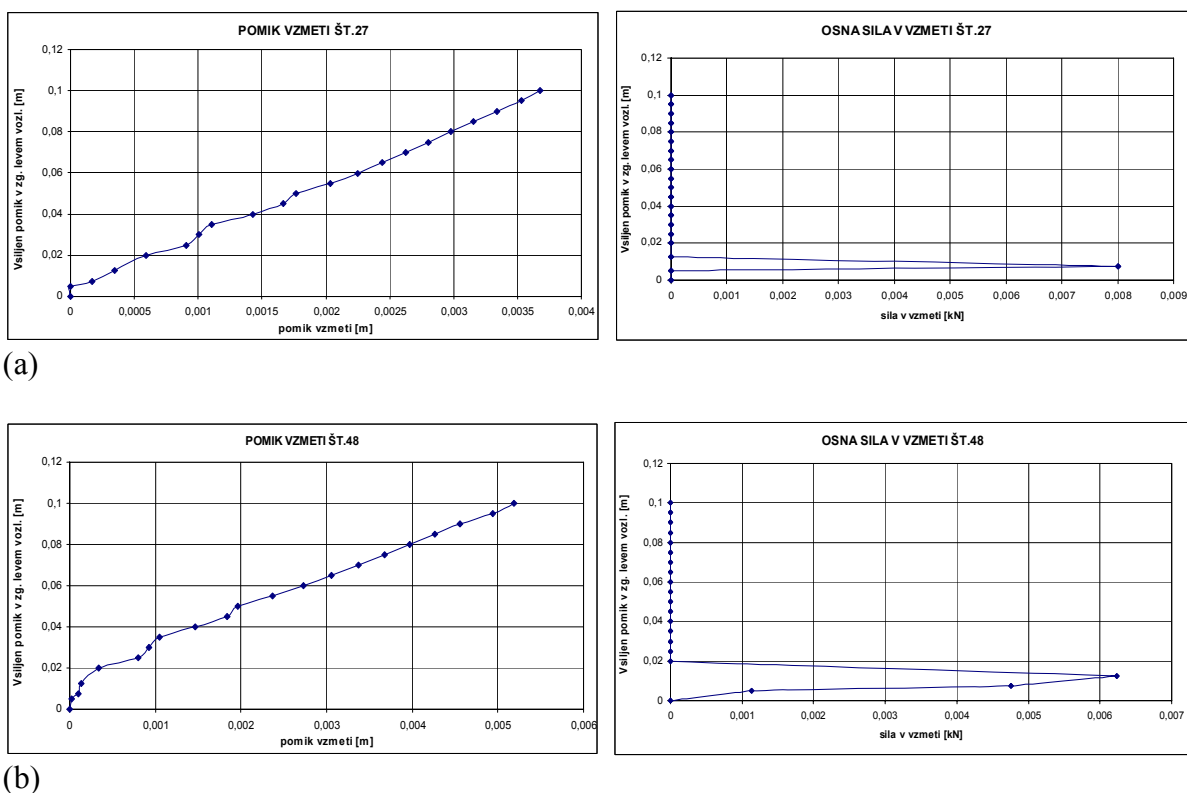 POMIK VZMETI ŠT.27
Vsiljen pomik v zg. levem vozl. [m]
0,12
0,1
0,08
0,06
0,04
0,02
0
0 0,0005 0,001 0,0015 0,002 0,0025 0,003 0,0035 0,004
pomik vzmeti [m]
OSNA SILA V VZMETI ŠT.27
Vsiljen pomik v zg. levem vozl. [m]
0,12
0,1
0,08
0,06
0,04
0,02
0
0 0,001 0,002 0,003 0,004 0,005 0,006 0,007 0,008 0,009
sila v vzmeti [kN]
(a)
POMIK VZMETI ŠT.48
Vsiljen pomik v zg. levem vozl. [m]
0,12
0,1
0,08
0,06
0,04
0,02
0
0 0,001 0,002 0,003 0,004 0,005 0,006
pomik vzmeti [m]
OSNA SILA V VZMETI ŠT.48
Vsiljen pomik v zg. levem vozl. [m]
0,12
0,1
0,08
0,06
0,04
0,02
0
0 0,001 0,002 0,003 0,004 0,005 0,006 0,007
sila v vzmeti [kN]
(b)